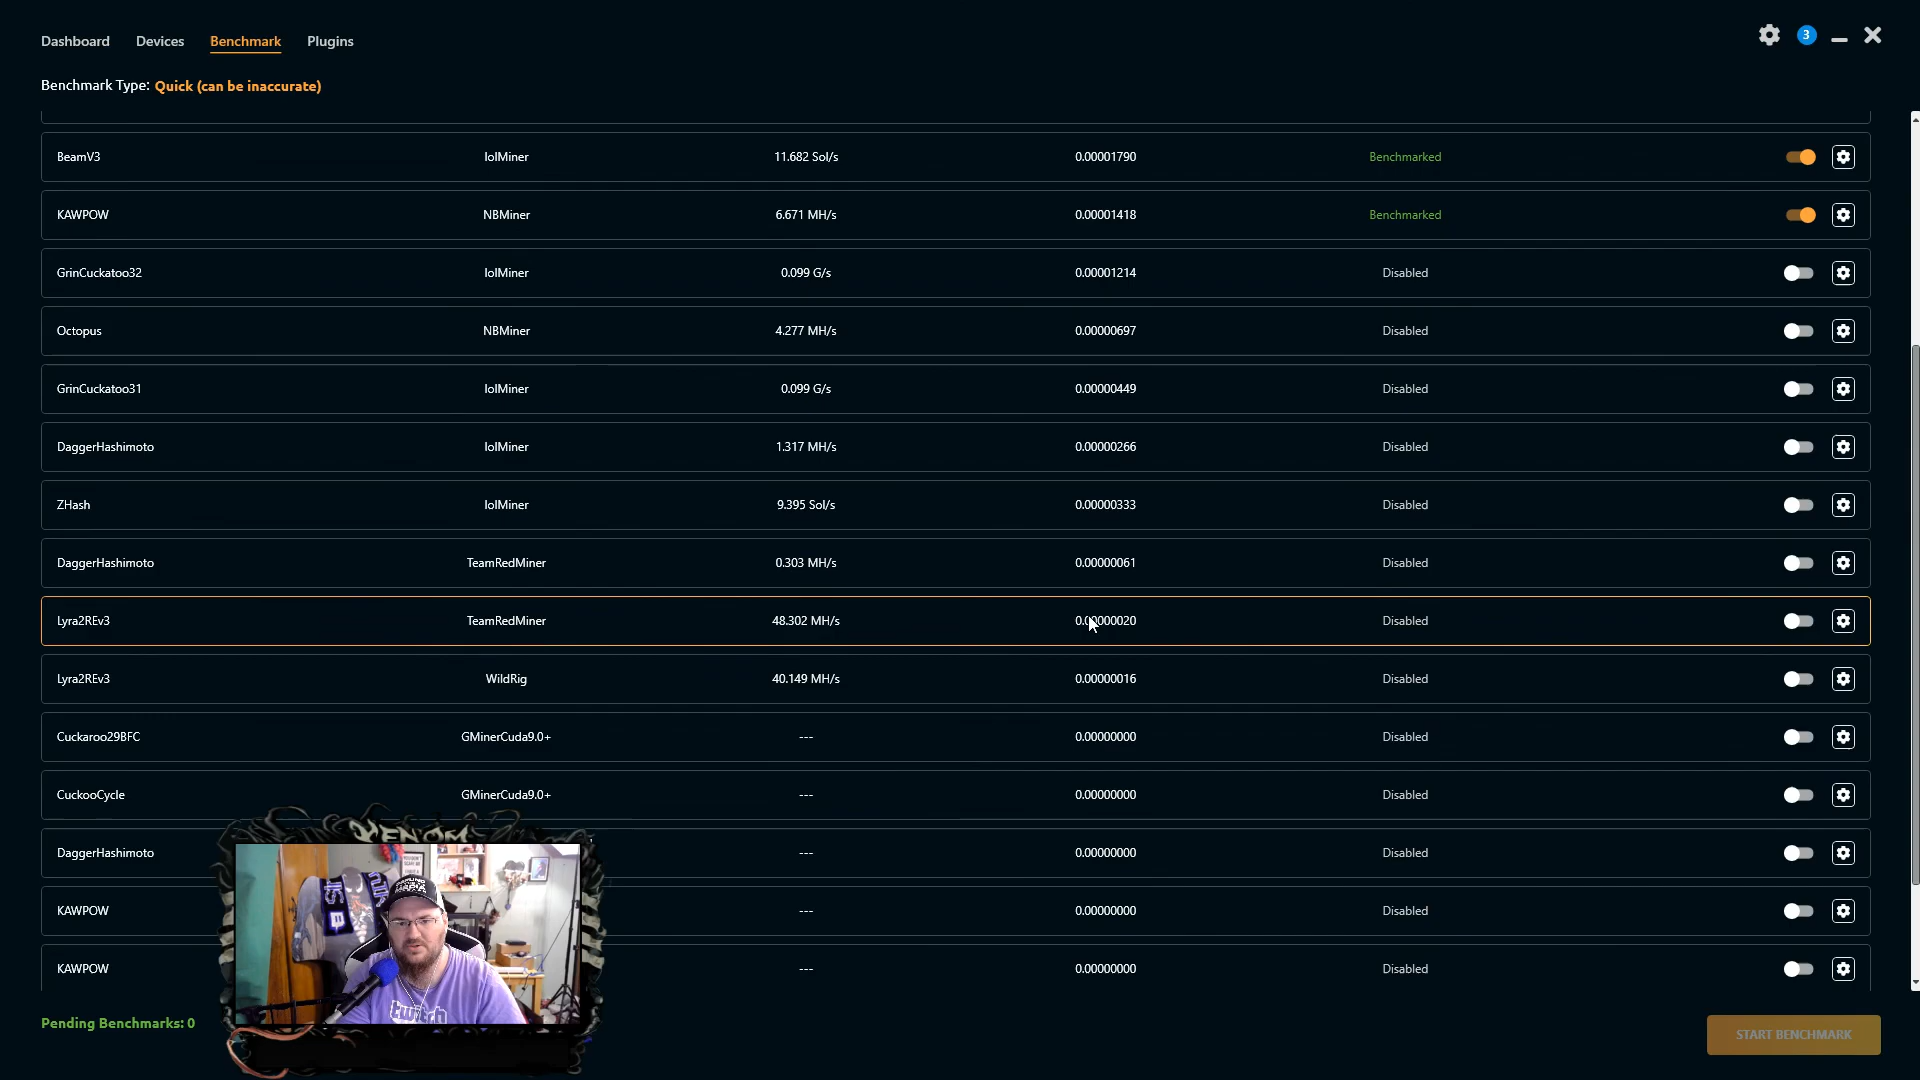 Dashboard Devices Benchmark Plugins 3
Benchmark Type: Quick (can be inaccurate)
BeamV3 lolMiner 11.682 Sol/s 0.00001790 Benchmarked
KAWPOW NBMiner 6.671 MH/s 0.00001418 Benchmarked
GrinCuckatoo32 lolMiner 0.099 G/s 0.00001214 Disabled
Octopus NBMiner 4.277 MH/s 0.00000697 Disabled
GrinCuckatoo31 lolMiner 0.099 G/s 0.00000449 Disabled
DaggerHashimoto lolMiner 1.317 MH/s 0.00000266 Disabled
ZHash lolMiner 9.395 Sol/s 0.00000333 Disabled
DaggerHashimoto TeamRedMiner 0.303 MH/s 0.00000061 Disabled
Lyra2REv3 TeamRedMiner 48.302 MH/s 0.00000020 Disabled
Lyra2REv3 WildRig 40.149 MH/s 0.00000016 Disabled
Cuckaroo29BFC GMinerCuda9.0+ --- 0.00000000 Disabled
CuckooCycle GMinerCuda9.0+ --- 0.00000000 Disabled
DaggerHashimoto --- 0.00000000 Disabled
KAWPOW --- 0.00000000 Disabled
KAWPOW --- 0.00000000 Disabled
VENOM
twitch
Pending Benchmarks: 0
START BENCHMARK